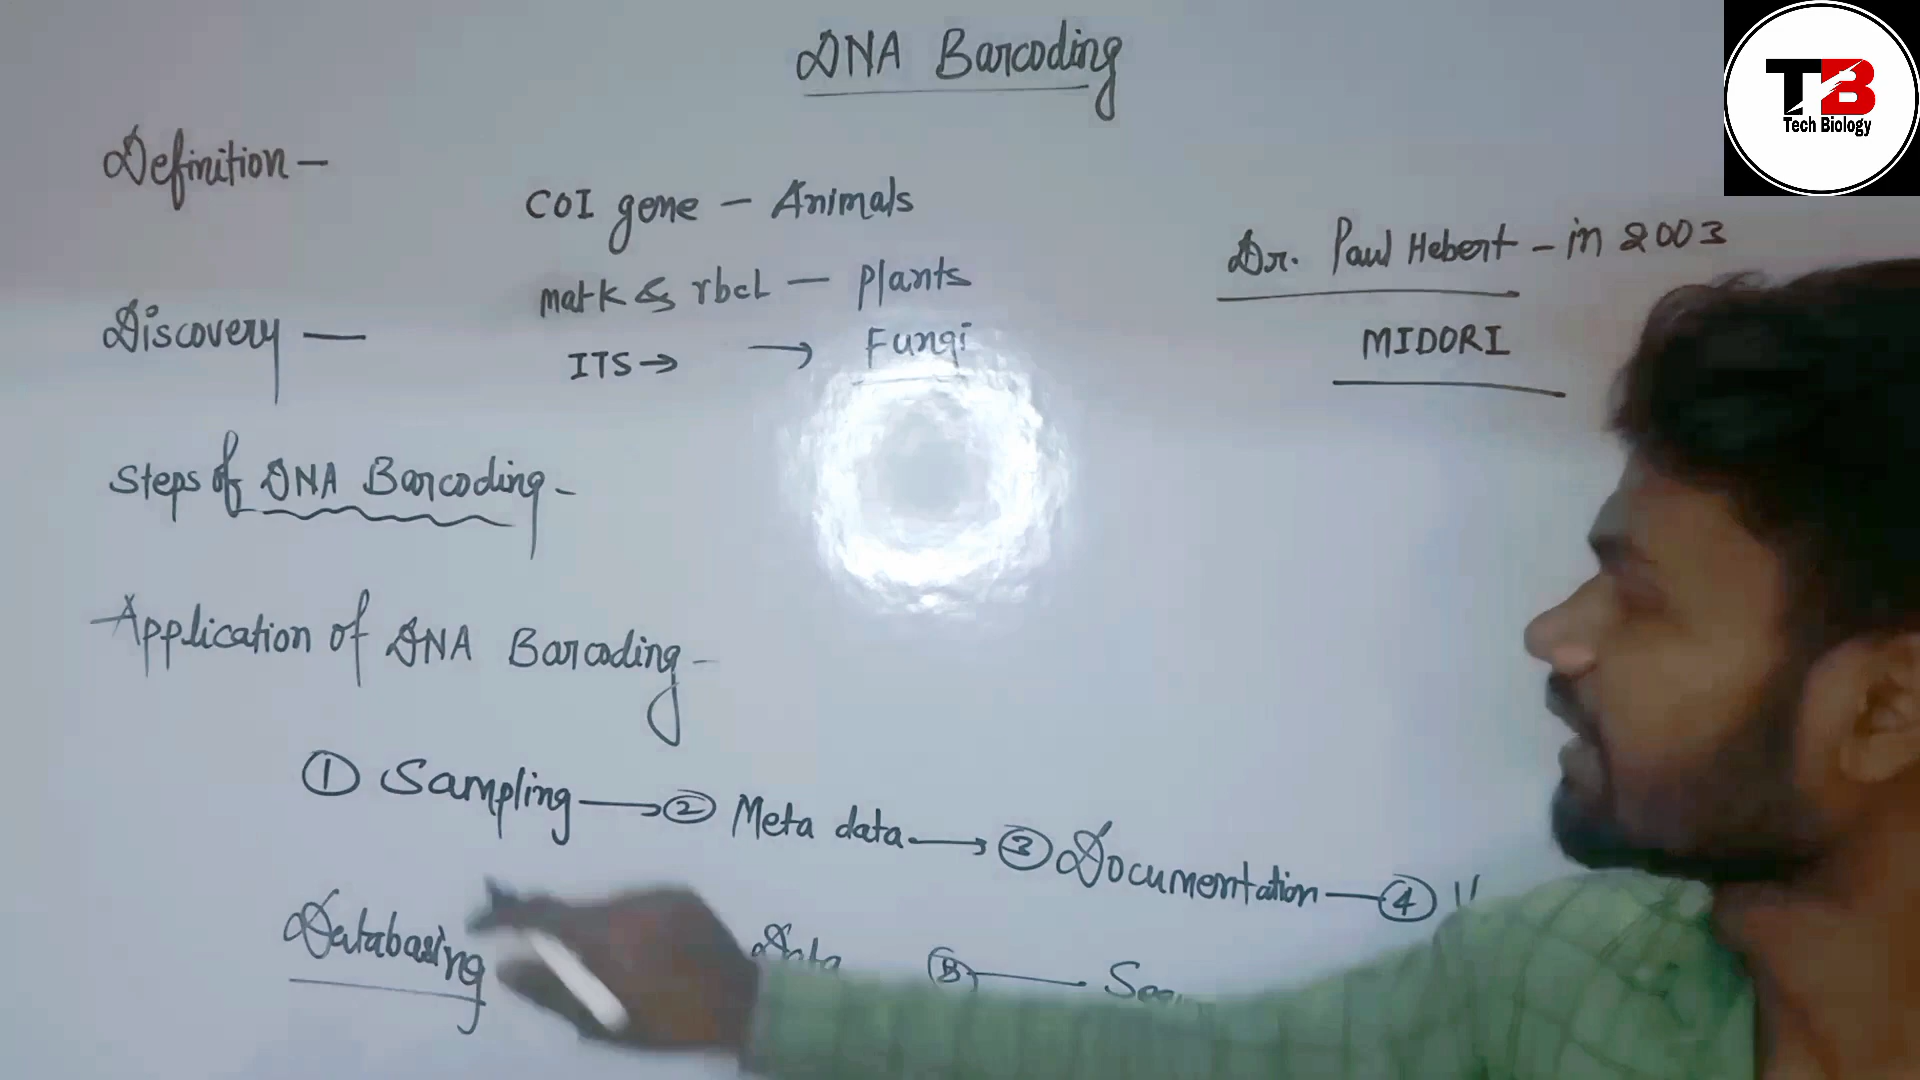 DNA Barcoding
TB
Tech Biology
Definition —
COI gene — Animals
Dr. Paul Hebert — in 2003
matK & rbcL — Plants
MIDORI
Discovery —
ITS → → Fungi
Steps of DNA Barcoding -
Application of DNA Barcoding -
① Sampling → ② Meta data → ③ Documentation — ④
Databasing Data